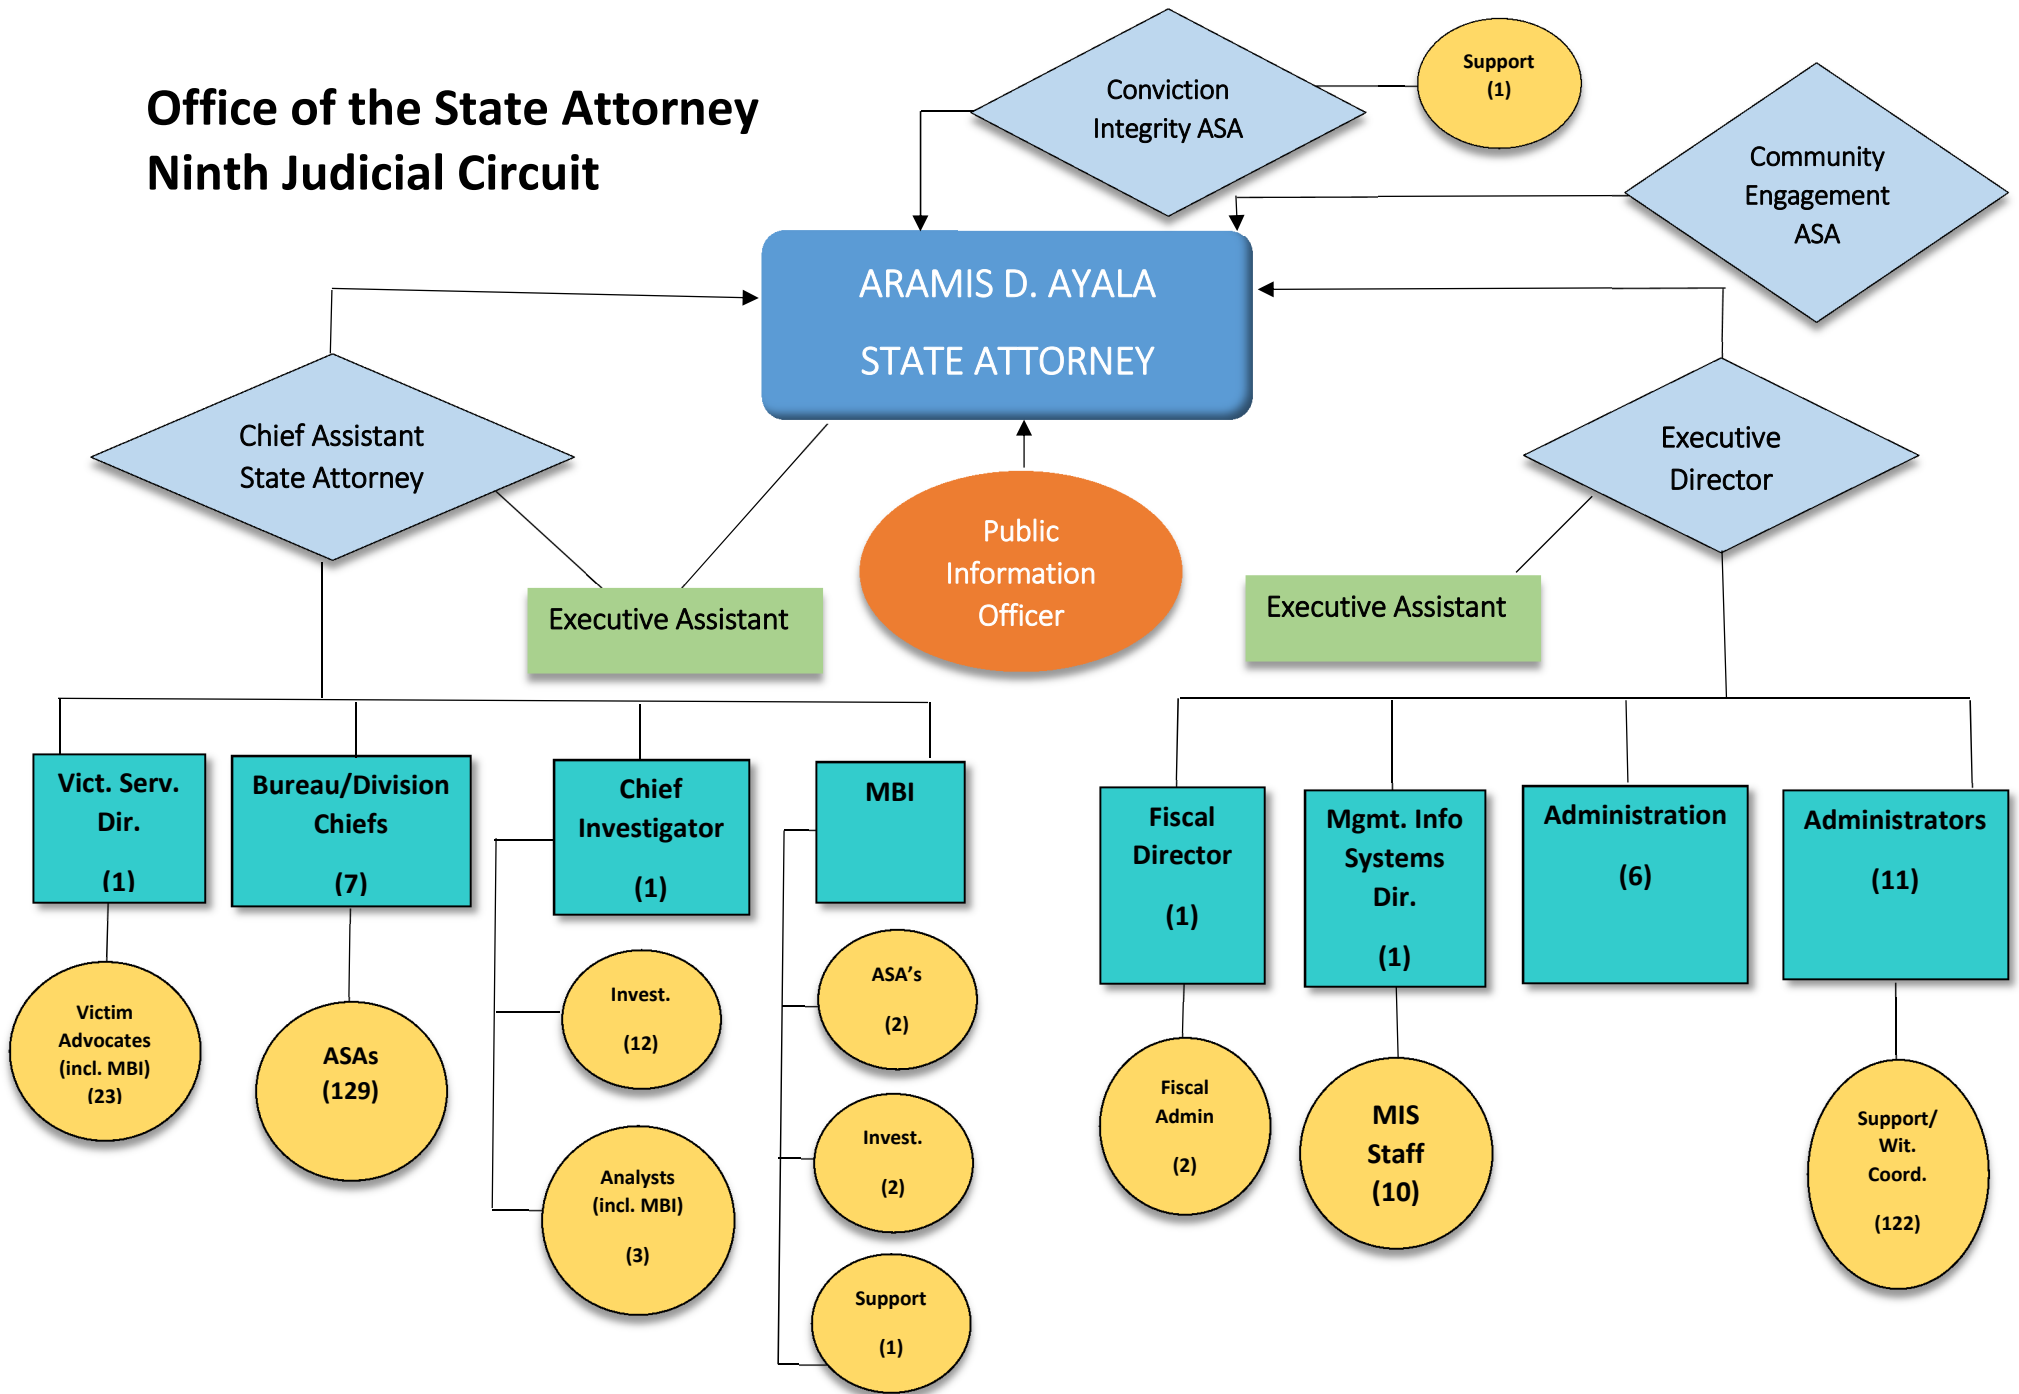 Office of the State Attorney
Ninth Judicial Circuit
Conviction
Integrity ASA
Support
(1)
Community
Engagement
ASA
ARAMIS D. AYALA
STATE ATTORNEY
Chief Assistant
State Attorney
Executive
Director
Public
Information
Officer
Executive Assistant
Executive Assistant
Vict. Serv.
Dir.
(1)
Bureau/Division
Chiefs
(7)
Chief
Investigator
(1)
MBI
Fiscal
Director
(1)
Mgmt. Info
Systems
Dir.
(1)
Administration
(6)
Administrators
(11)
Victim
Advocates
(incl. MBI)
(23)
ASAs
(129)
Invest.
(12)
Analysts
(incl. MBI)
(3)
ASA's
(2)
Invest.
(2)
Support
(1)
Fiscal
Admin
(2)
MIS
Staff
(10)
Support/
Wit.
Coord.
(122)